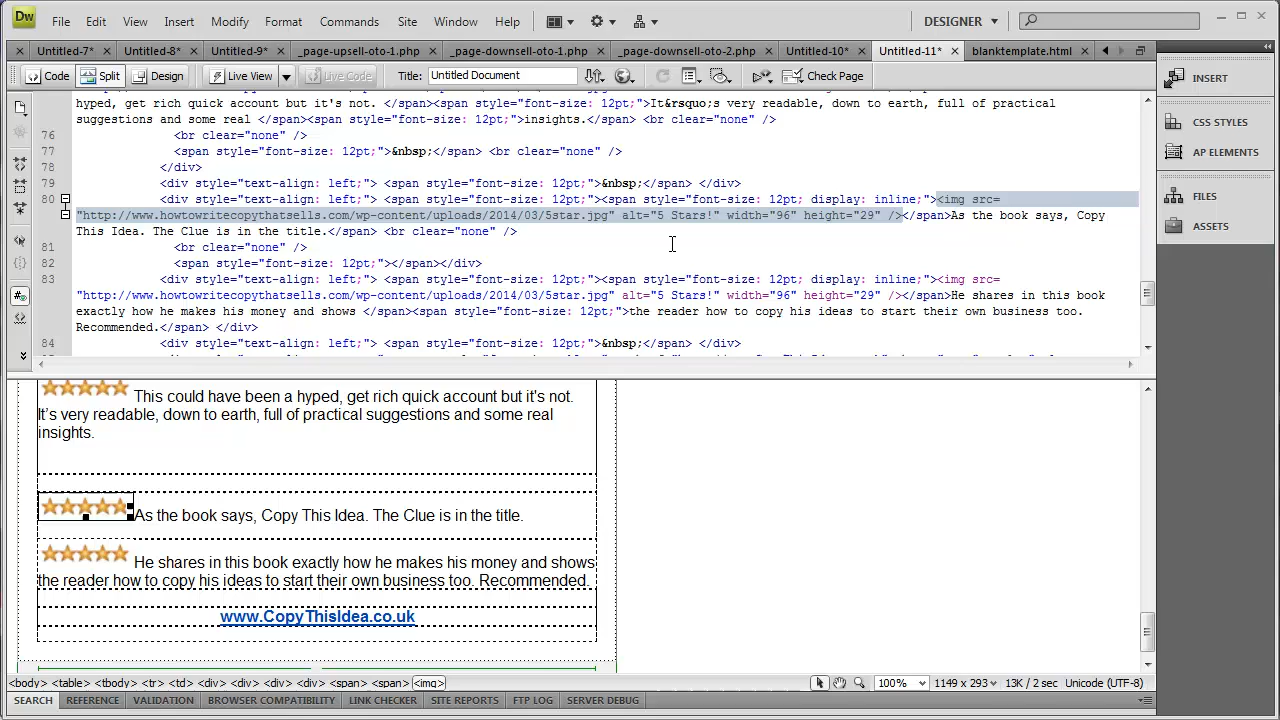 Dw File Edit View Insert Modify Format Commands Site Window Help DESIGNER
Untitled-7* Untitled-8* Untitled-9* _page-upsell-oto-1.php _page-downsell-oto-1.php _page-downsell-oto-2.php Untitled-10* Untitled-11* blanktemplate.html
Code Split Design Live View Live Code Title: Untitled Document Check Page
INSERT
CSS STYLES
AP ELEMENTS
FILES
ASSETS
hyped, get rich quick account but it's not. </span><span style="font-size: 12pt;">It&rsquo;s very readable, down to earth, full of practical
suggestions and some real </span><span style="font-size: 12pt;">insights.</span> <br clear="none" />
76 <br clear="none" />
77 <span style="font-size: 12pt;">&nbsp;</span> <br clear="none" />
78 </div>
79 <div style="text-align: left;"> <span style="font-size: 12pt;">&nbsp;</span> </div>
80 <div style="text-align: left;"> <span style="font-size: 12pt;"><span style="font-size: 12pt; display: inline;"><img src=
"http://www.howtowritecopythatsells.com/wp-content/uploads/2014/03/5star.jpg" alt="5 Stars!" width="96" height="29" /></span>As the book says, Copy
This Idea. The Clue is in the title.</span> <br clear="none" />
81 <br clear="none" />
82 <span style="font-size: 12pt;"></span></div>
83 <div style="text-align: left;"> <span style="font-size: 12pt;"><span style="font-size: 12pt; display: inline;"><img src=
"http://www.howtowritecopythatsells.com/wp-content/uploads/2014/03/5star.jpg" alt="5 Stars!" width="96" height="29" /></span>He shares in this book
exactly how he makes his money and shows </span><span style="font-size: 12pt;">the reader how to copy his ideas to start their own business too.
Recommended.</span> </div>
84 <div style="text-align: left;"> <span style="font-size: 12pt;">&nbsp;</span> </div>
This could have been a hyped, get rich quick account but it's not.
It's very readable, down to earth, full of practical suggestions and some real
insights.
As the book says, Copy This Idea. The Clue is in the title.
He shares in this book exactly how he makes his money and shows
the reader how to copy his ideas to start their own business too. Recommended.
www.CopyThisIdea.co.uk
<body> <table> <tr> <td> <div> <div> <div> <div> <span> <span> <img> 100% 1149 x 293 13K / 2 sec Unicode (UTF-8)
SEARCH REFERENCE VALIDATION BROWSER COMPATIBILITY LINK CHECKER SITE REPORTS FTP LOG SERVER DEBUG